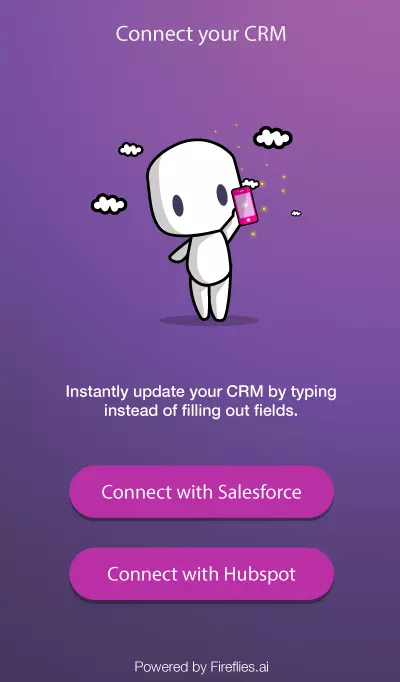 Connect your CRM
Instantly update your CRM by typing
instead of filling out fields.
Connect with Salesforce
Connect with Hubspot
Powered by Fireflies.ai